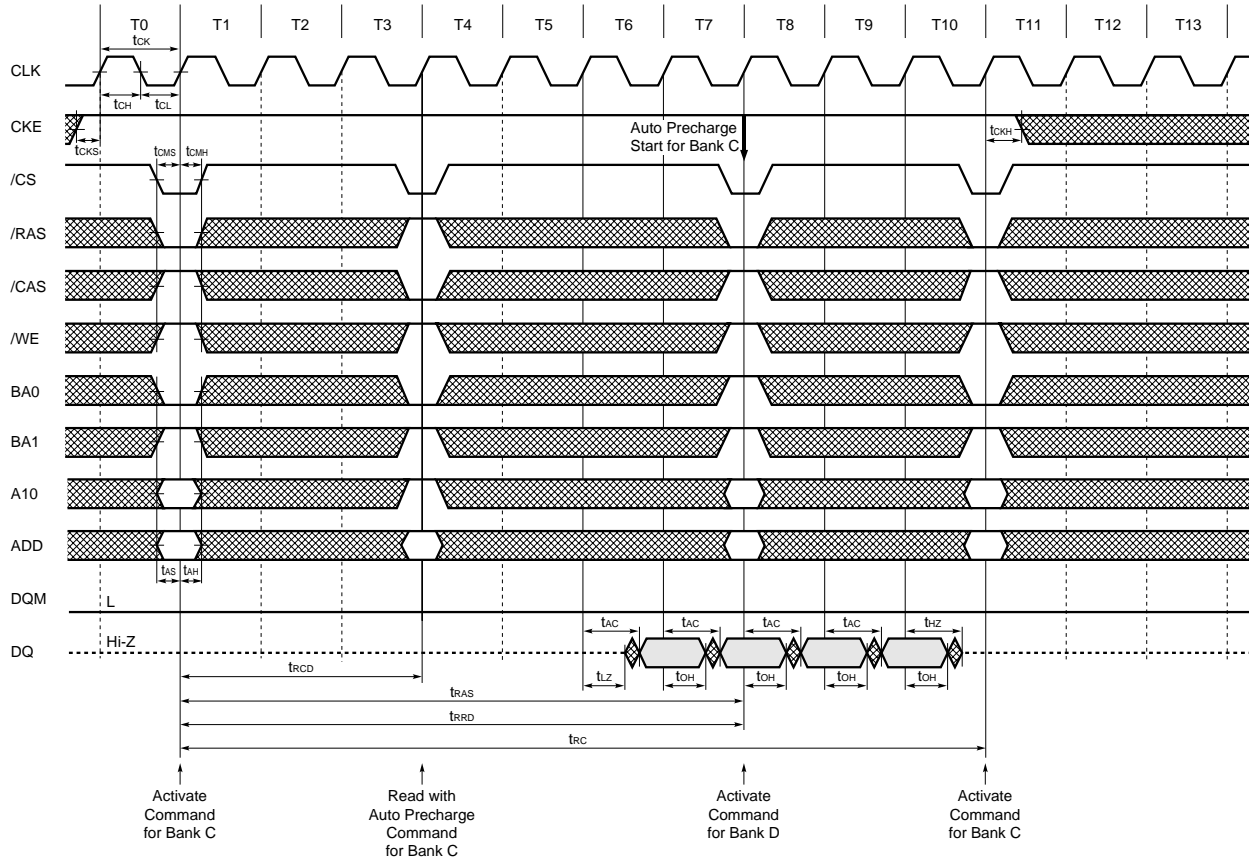 T0 T1 T2 T3 T4 T5 T6 T7 T8 T9 T10 T11 T12 T13
tCK
CLK
tCH tCL
CKE
Auto Precharge
Start for Bank C
tCKH
tCKS
tCMS tCMH
/CS
/RAS
/CAS
/WE
BA0
BA1
A10
ADD
tAS tAH
DQM L
tAC tAC tAC tAC tHZ
DQ Hi-Z
tLZ tOH tOH tOH tOH
tRCD
tRAS
tRRD
tRC
Activate
Command
for Bank C
Read with
Auto Precharge
Command
for Bank C
Activate
Command
for Bank D
Activate
Command
for Bank C